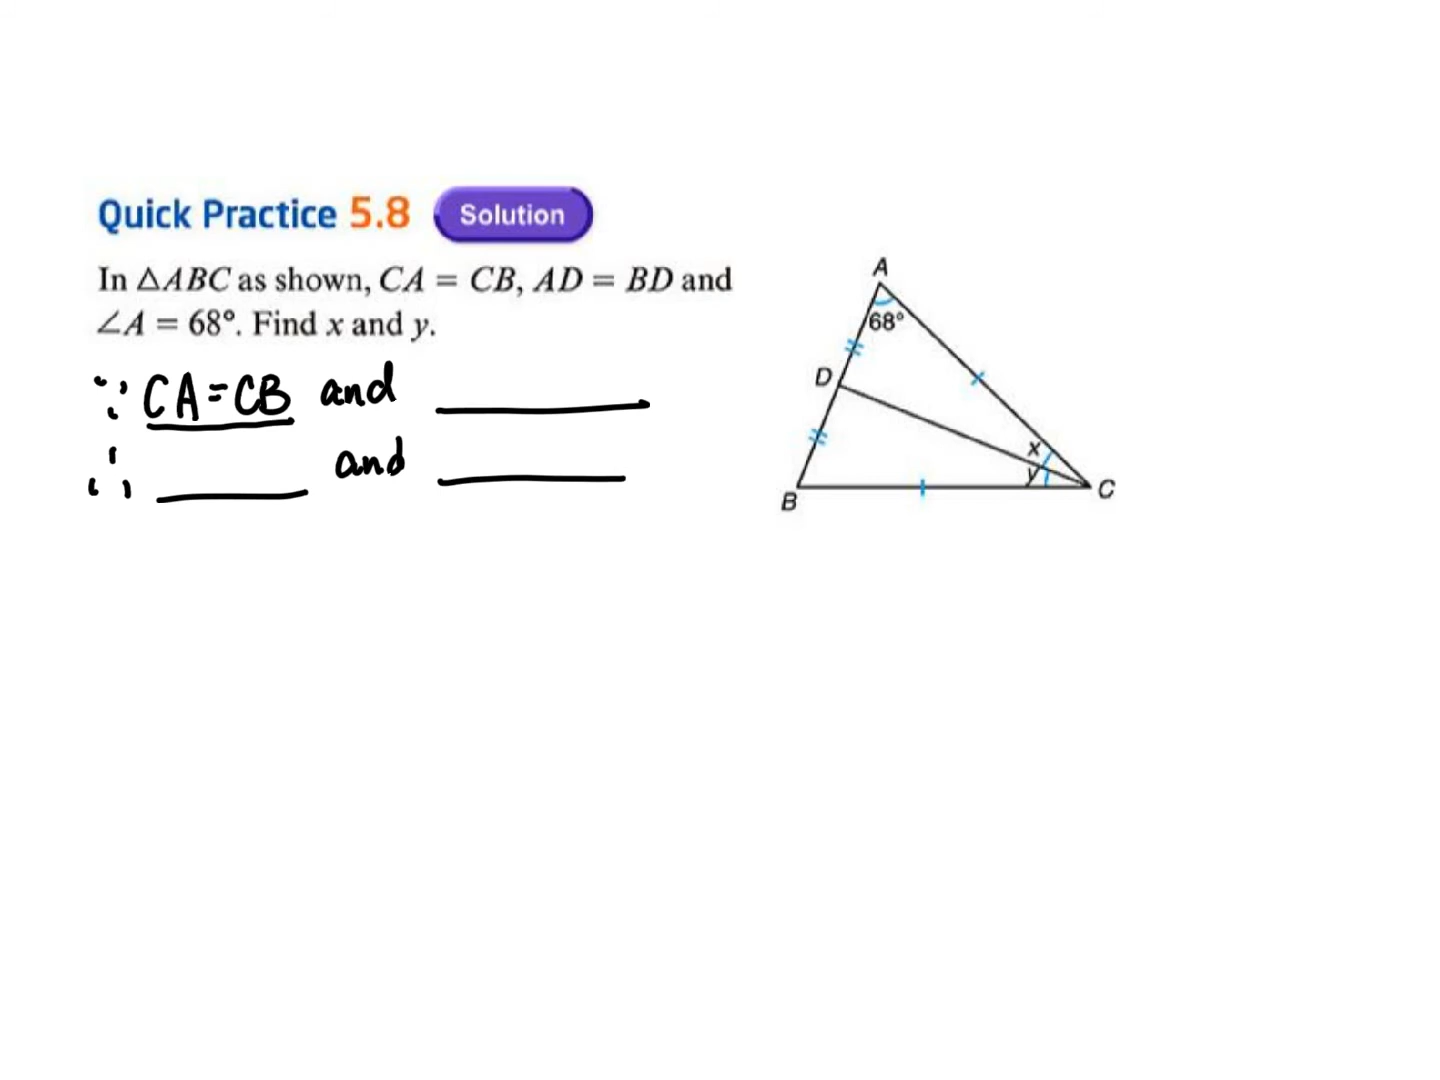 Quick Practice 5.8 Solution
In △ABC as shown, CA = CB, AD = BD and
∠A = 68°. Find x and y.
∵ CA=CB and
∴ and
A
68°
D
x
y
B
C